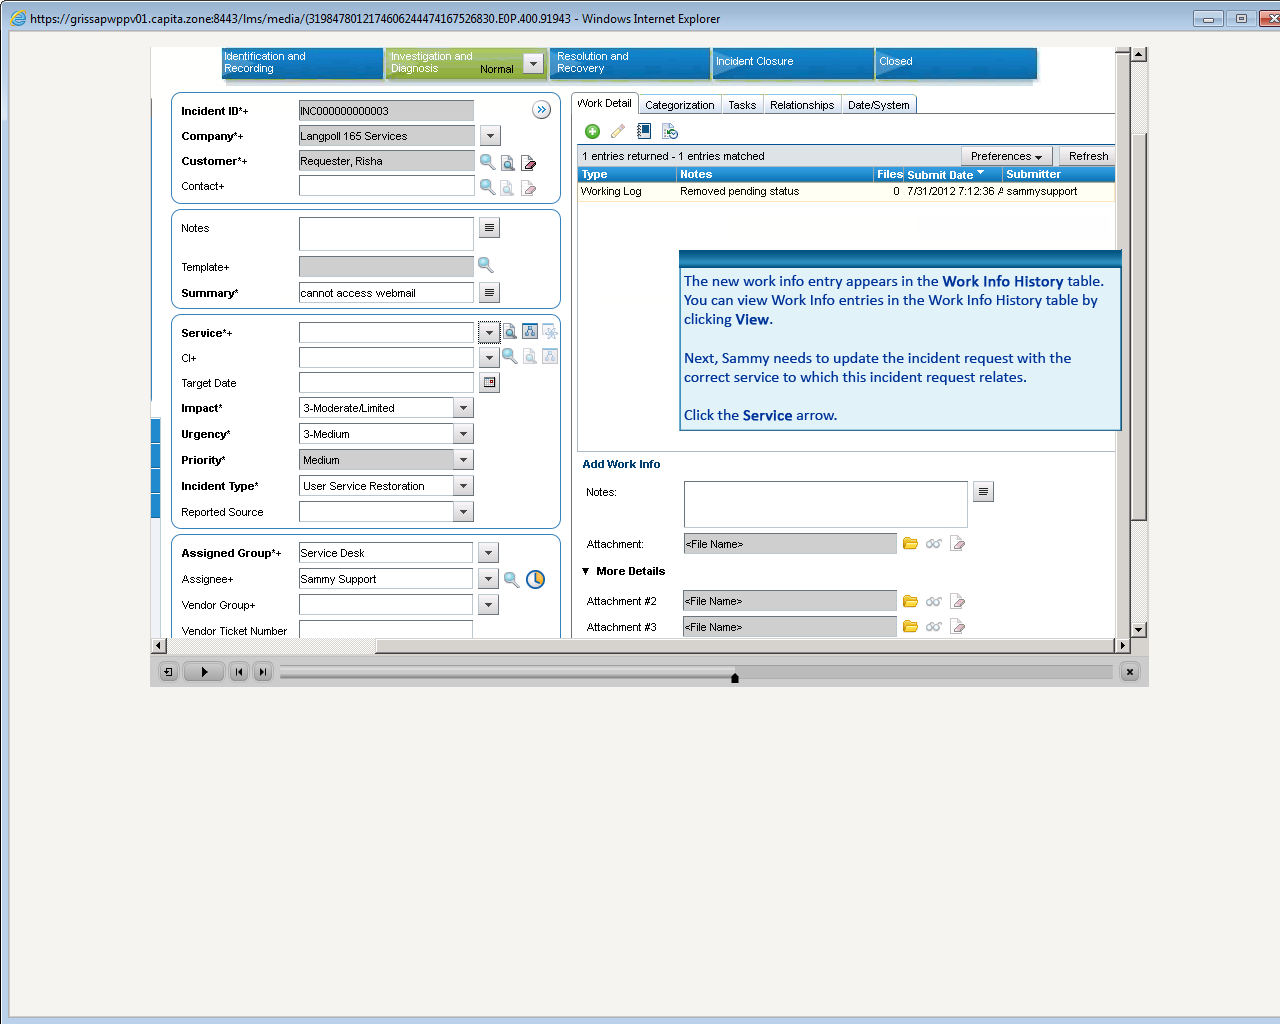 https://grissapwppv01.capita.zone:8443/lms/media/(3198478012174606244474167526830.E0P.400.91943 - Windows Internet Explorer
Identification and
Recording
Investigation and
Diagnosis
Normal
Resolution and
Recovery
Incident Closure
Closed
Incident ID*+
INC000000000003
Company*+
Langpoll 165 Services
Customer*+
Requester, Risha
Contact+
Notes
Template+
Summary*
cannot access webmail
Service*+
CI+
Target Date
Impact*
3-Moderate/Limited
Urgency*
3-Medium
Priority*
Medium
Incident Type*
User Service Restoration
Reported Source
Assigned Group*+
Service Desk
Assignee+
Sammy Support
Vendor Group+
Vendor Ticket Number
Work Detail
Categorization
Tasks
Relationships
Date/System
1 entries returned - 1 entries matched
Preferences
Refresh
Type Notes Files Submit Date Submitter
Working Log Removed pending status 0 7/31/2012 7:12:36 A sammysupport
The new work info entry appears in the Work Info History table.
You can view Work Info entries in the Work Info History table by
clicking View.
Next, Sammy needs to update the incident request with the
correct service to which this incident request relates.
Click the Service arrow.
Add Work Info
Notes:
Attachment:
<File Name>
More Details
Attachment #2
<File Name>
Attachment #3
<File Name>